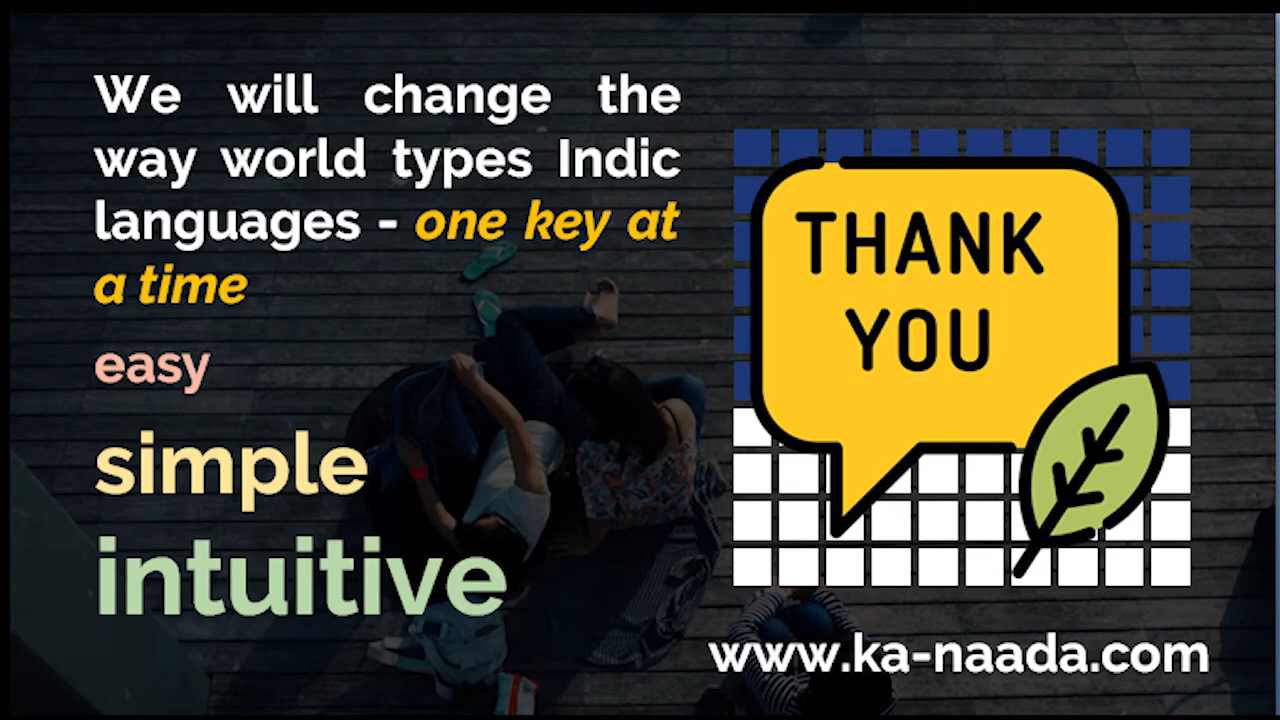 We will change the
way world types Indic
languages - one key at
a time
easy
simple
intuitive
THANK
YOU
www.ka-naada.com